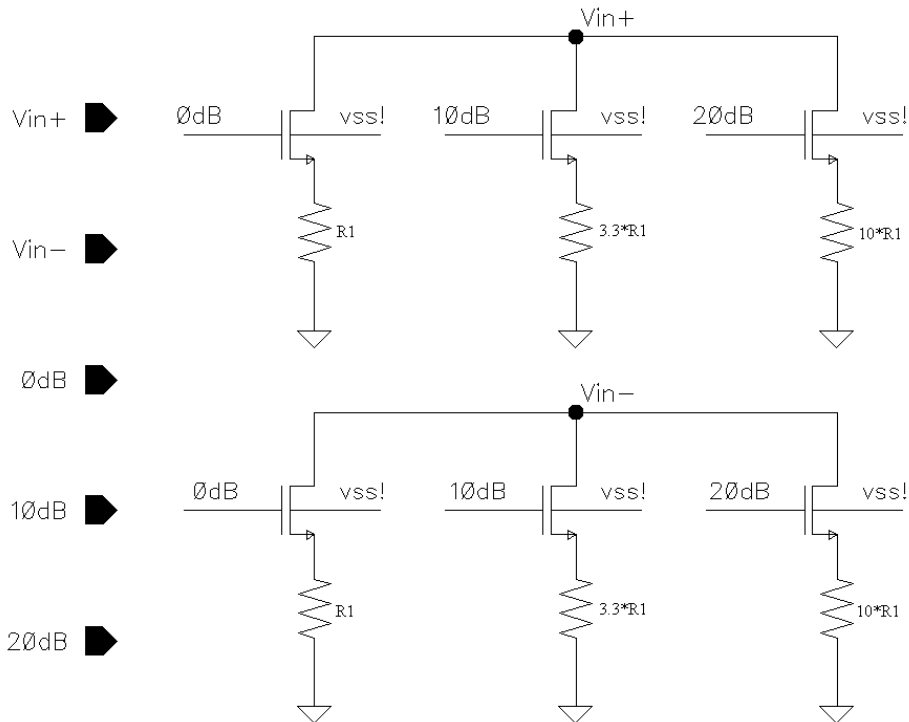 Vin+
Vin+ 0dB vss! 10dB vss! 20dB vss!
R1 3.3*R1 10*R1
Vin-
0dB
Vin-
10dB 0dB vss! 10dB vss! 20dB vss!
R1 3.3*R1 10*R1
20dB